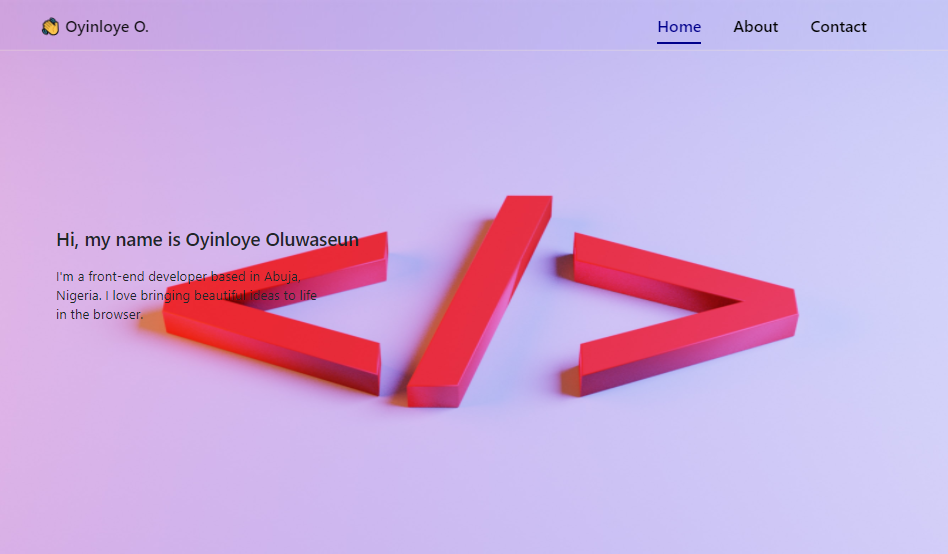 Oyinloye O.
Home About Contact
Hi, my name is Oyinloye Oluwaseun
I'm a front-end developer based in Abuja,
Nigeria. I love bringing beautiful ideas to life
in the browser.